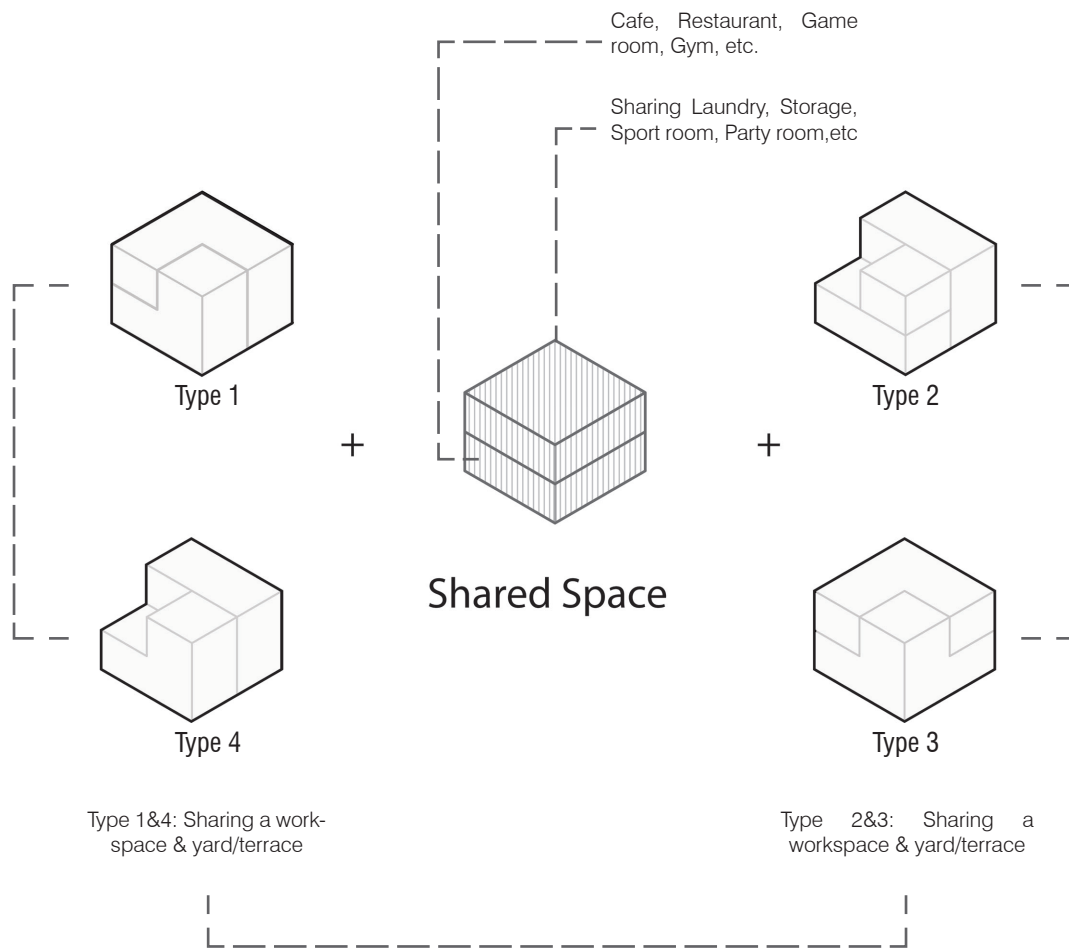 Cafe, Restaurant, Game
room, Gym, etc.
Sharing Laundry, Storage,
Sport room, Party room,etc
Type 1
Type 2
+
+
Shared Space
Type 4
Type 3
Type 1&4: Sharing a work-
space & yard/terrace
Type 2&3: Sharing a
workspace & yard/terrace